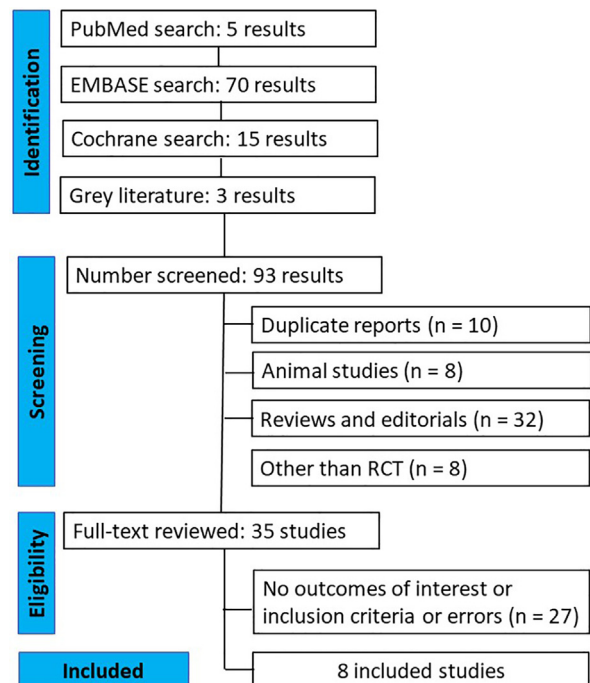 Identification
PubMed search: 5 results
EMBASE search: 70 results
Cochrane search: 15 results
Grey literature: 3 results
Screening
Number screened: 93 results
Duplicate reports (n = 10)
Animal studies (n = 8)
Reviews and editorials (n = 32)
Other than RCT (n = 8)
Eligibility
Full-text reviewed: 35 studies
No outcomes of interest or
inclusion criteria or errors (n = 27)
Included
8 included studies